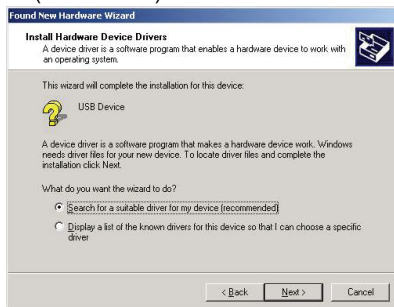 Found New Hardware Wizard
Install Hardware Device Drivers
A device driver is a software program that enables a hardware device to work with
an operating system.
This wizard will complete the installation for this device:
USB Device
A device driver is a software program that makes a hardware device work. Windows
needs driver files for your new device. To locate driver files and complete the
installation click Next.
What do you want the wizard to do?
Search for a suitable driver for my device (recommended)
Display a list of the known drivers for this device so that I can choose a specific
driver
< Back Next > Cancel